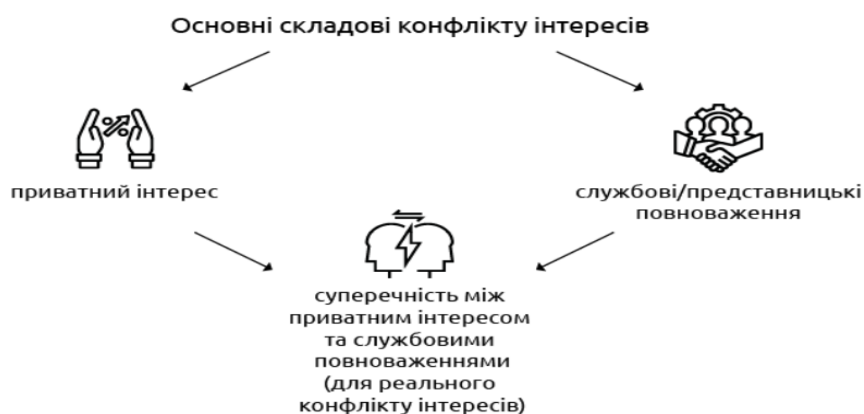 Основні складові конфлікту інтересів
приватний інтерес
службові/представницькі
повноваження
суперечність між
приватним інтересом
та службовими
повноваженнями
(для реального
конфлікту інтересів)